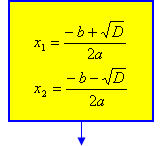 x₁ = (−b + √D) / 2a
x₂ = (−b − √D) / 2a